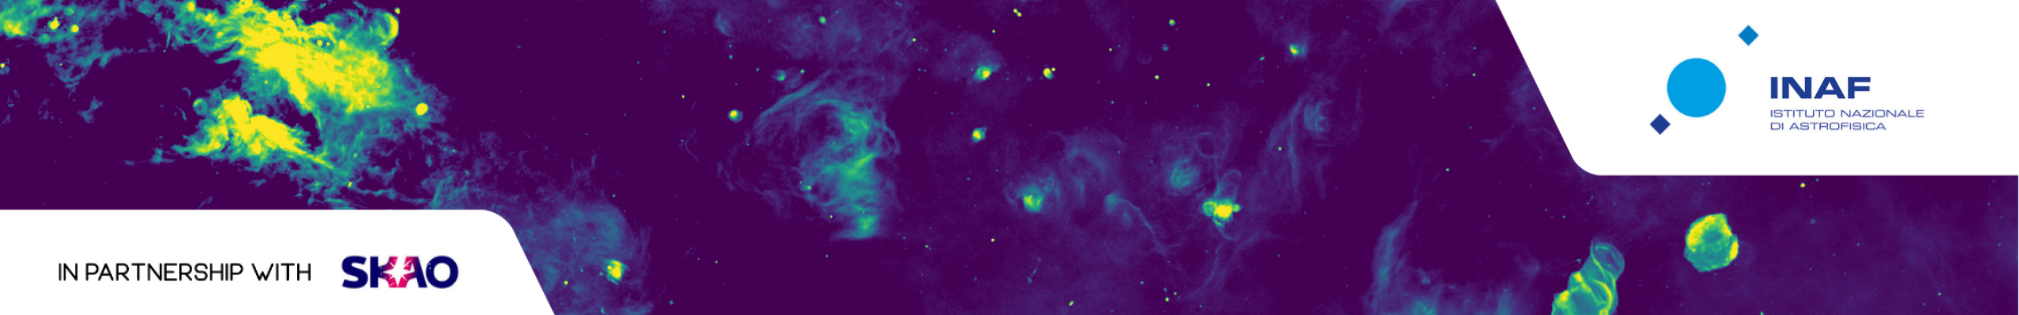 INAF
ISTITUTO NAZIONALE
DI ASTROFISICA
IN PARTNERSHIP WITH SKAO